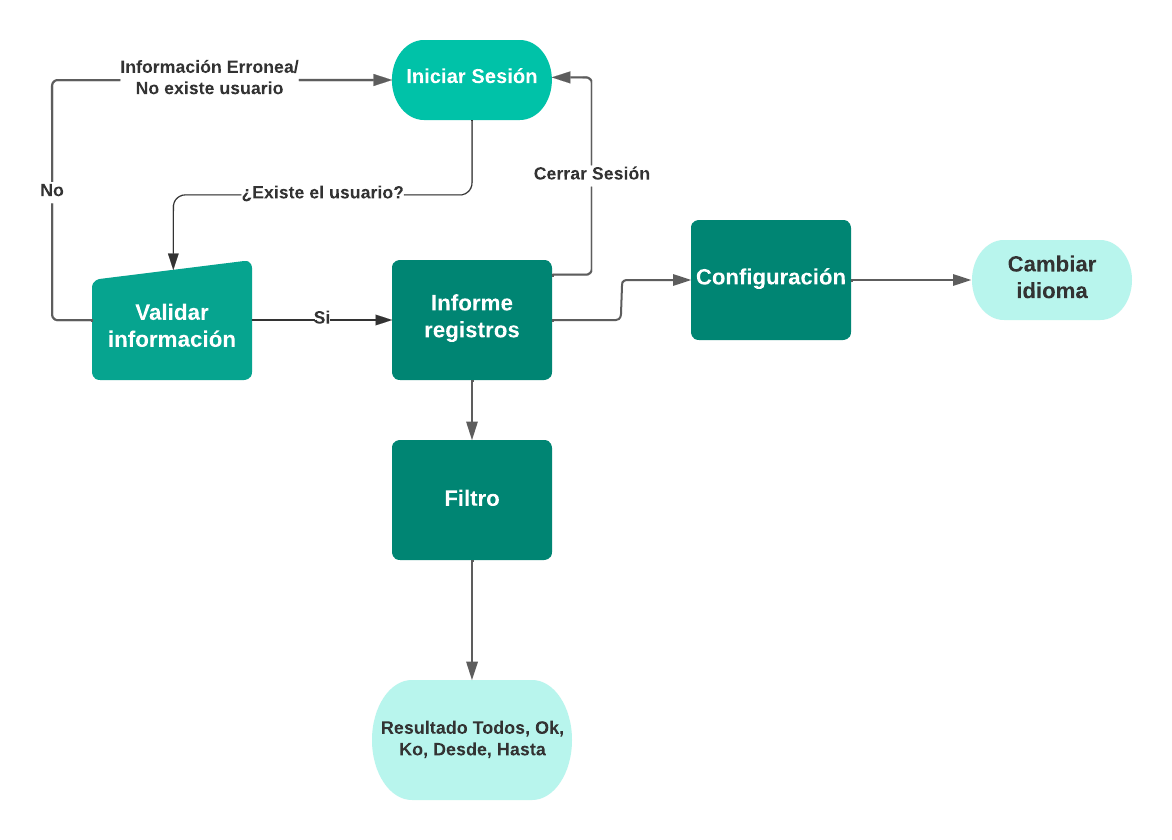 Información Erronea/
No existe usuario
Iniciar Sesión
Cerrar Sesión
No
¿Existe el usuario?
Validar
información
Si
Informe
registros
Configuración
Cambiar
idioma
Filtro
Resultado Todos, Ok,
Ko, Desde, Hasta